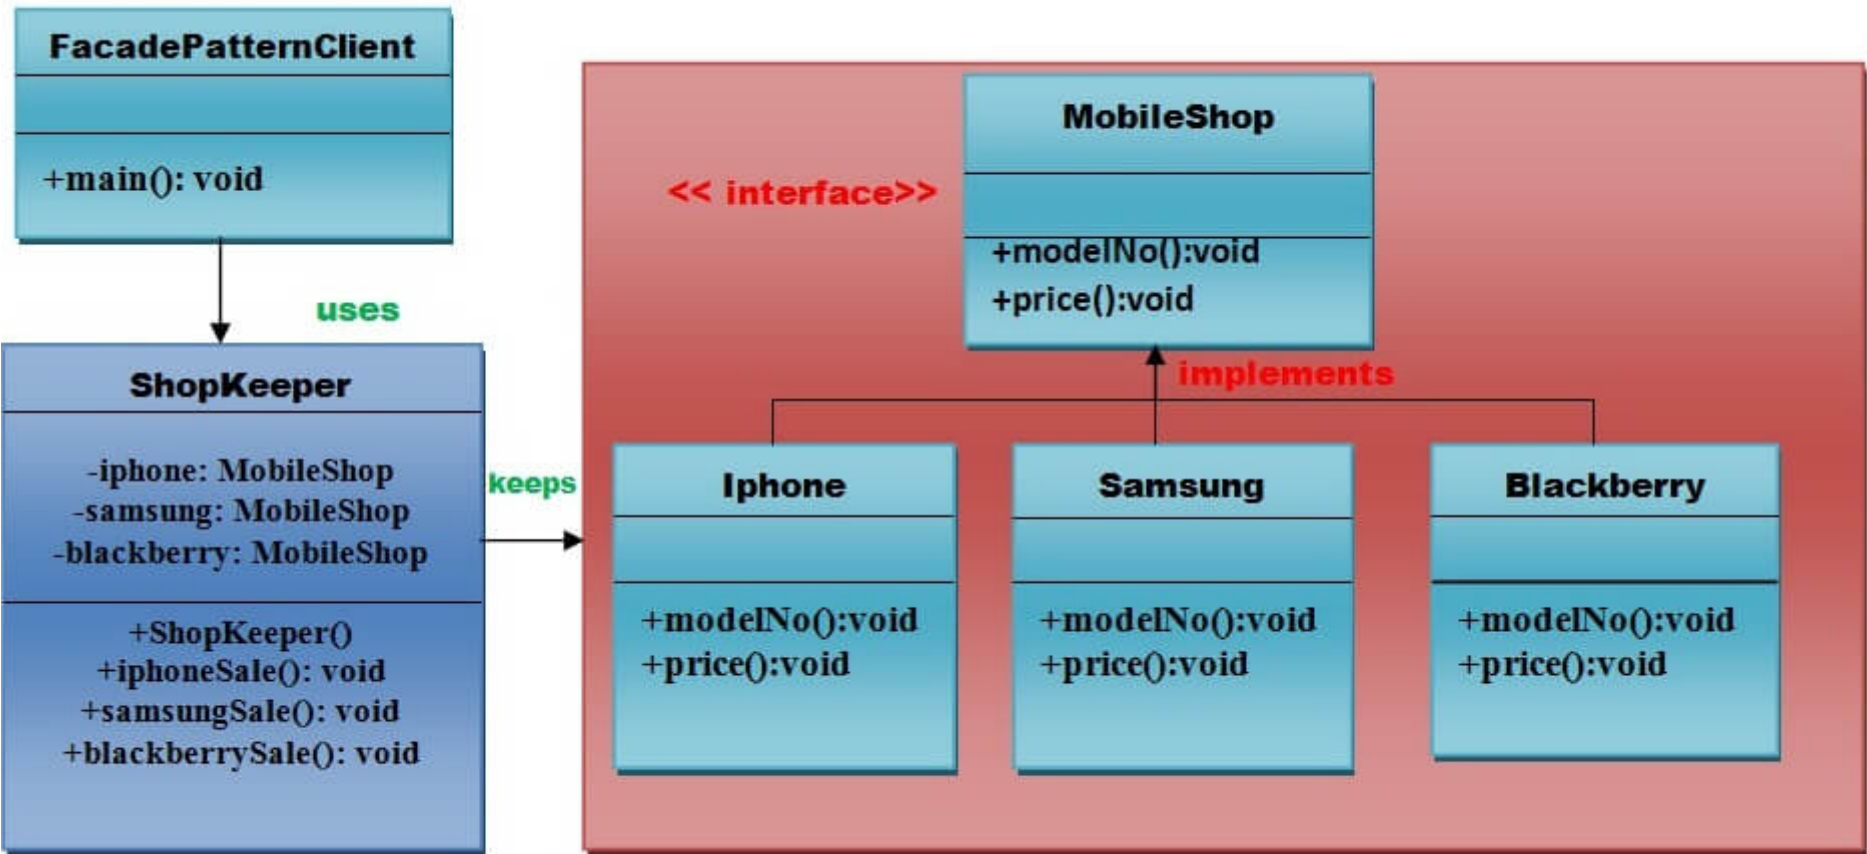 FacadePatternClient
+main(): void
uses
ShopKeeper
-iphone: MobileShop
-samsung: MobileShop
-blackberry: MobileShop
+ShopKeeper()
+iphoneSale(): void
+samsungSale(): void
+blackberrySale(): void
keeps
MobileShop
<< interface>>
+modelNo():void
+price():void
implements
Iphone
+modelNo():void
+price():void
Samsung
+modelNo():void
+price():void
Blackberry
+modelNo():void
+price():void